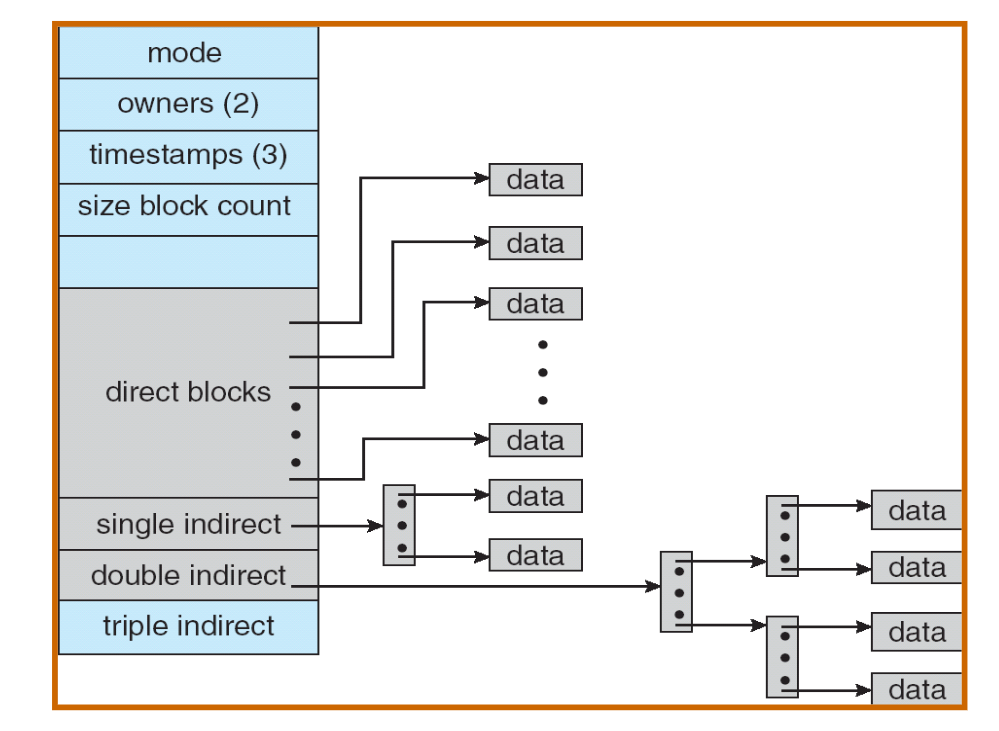 mode
owners (2)
timestamps (3)
size block count
direct blocks
single indirect
double indirect
triple indirect
data
data
data
data
data
data
data
data
data
data